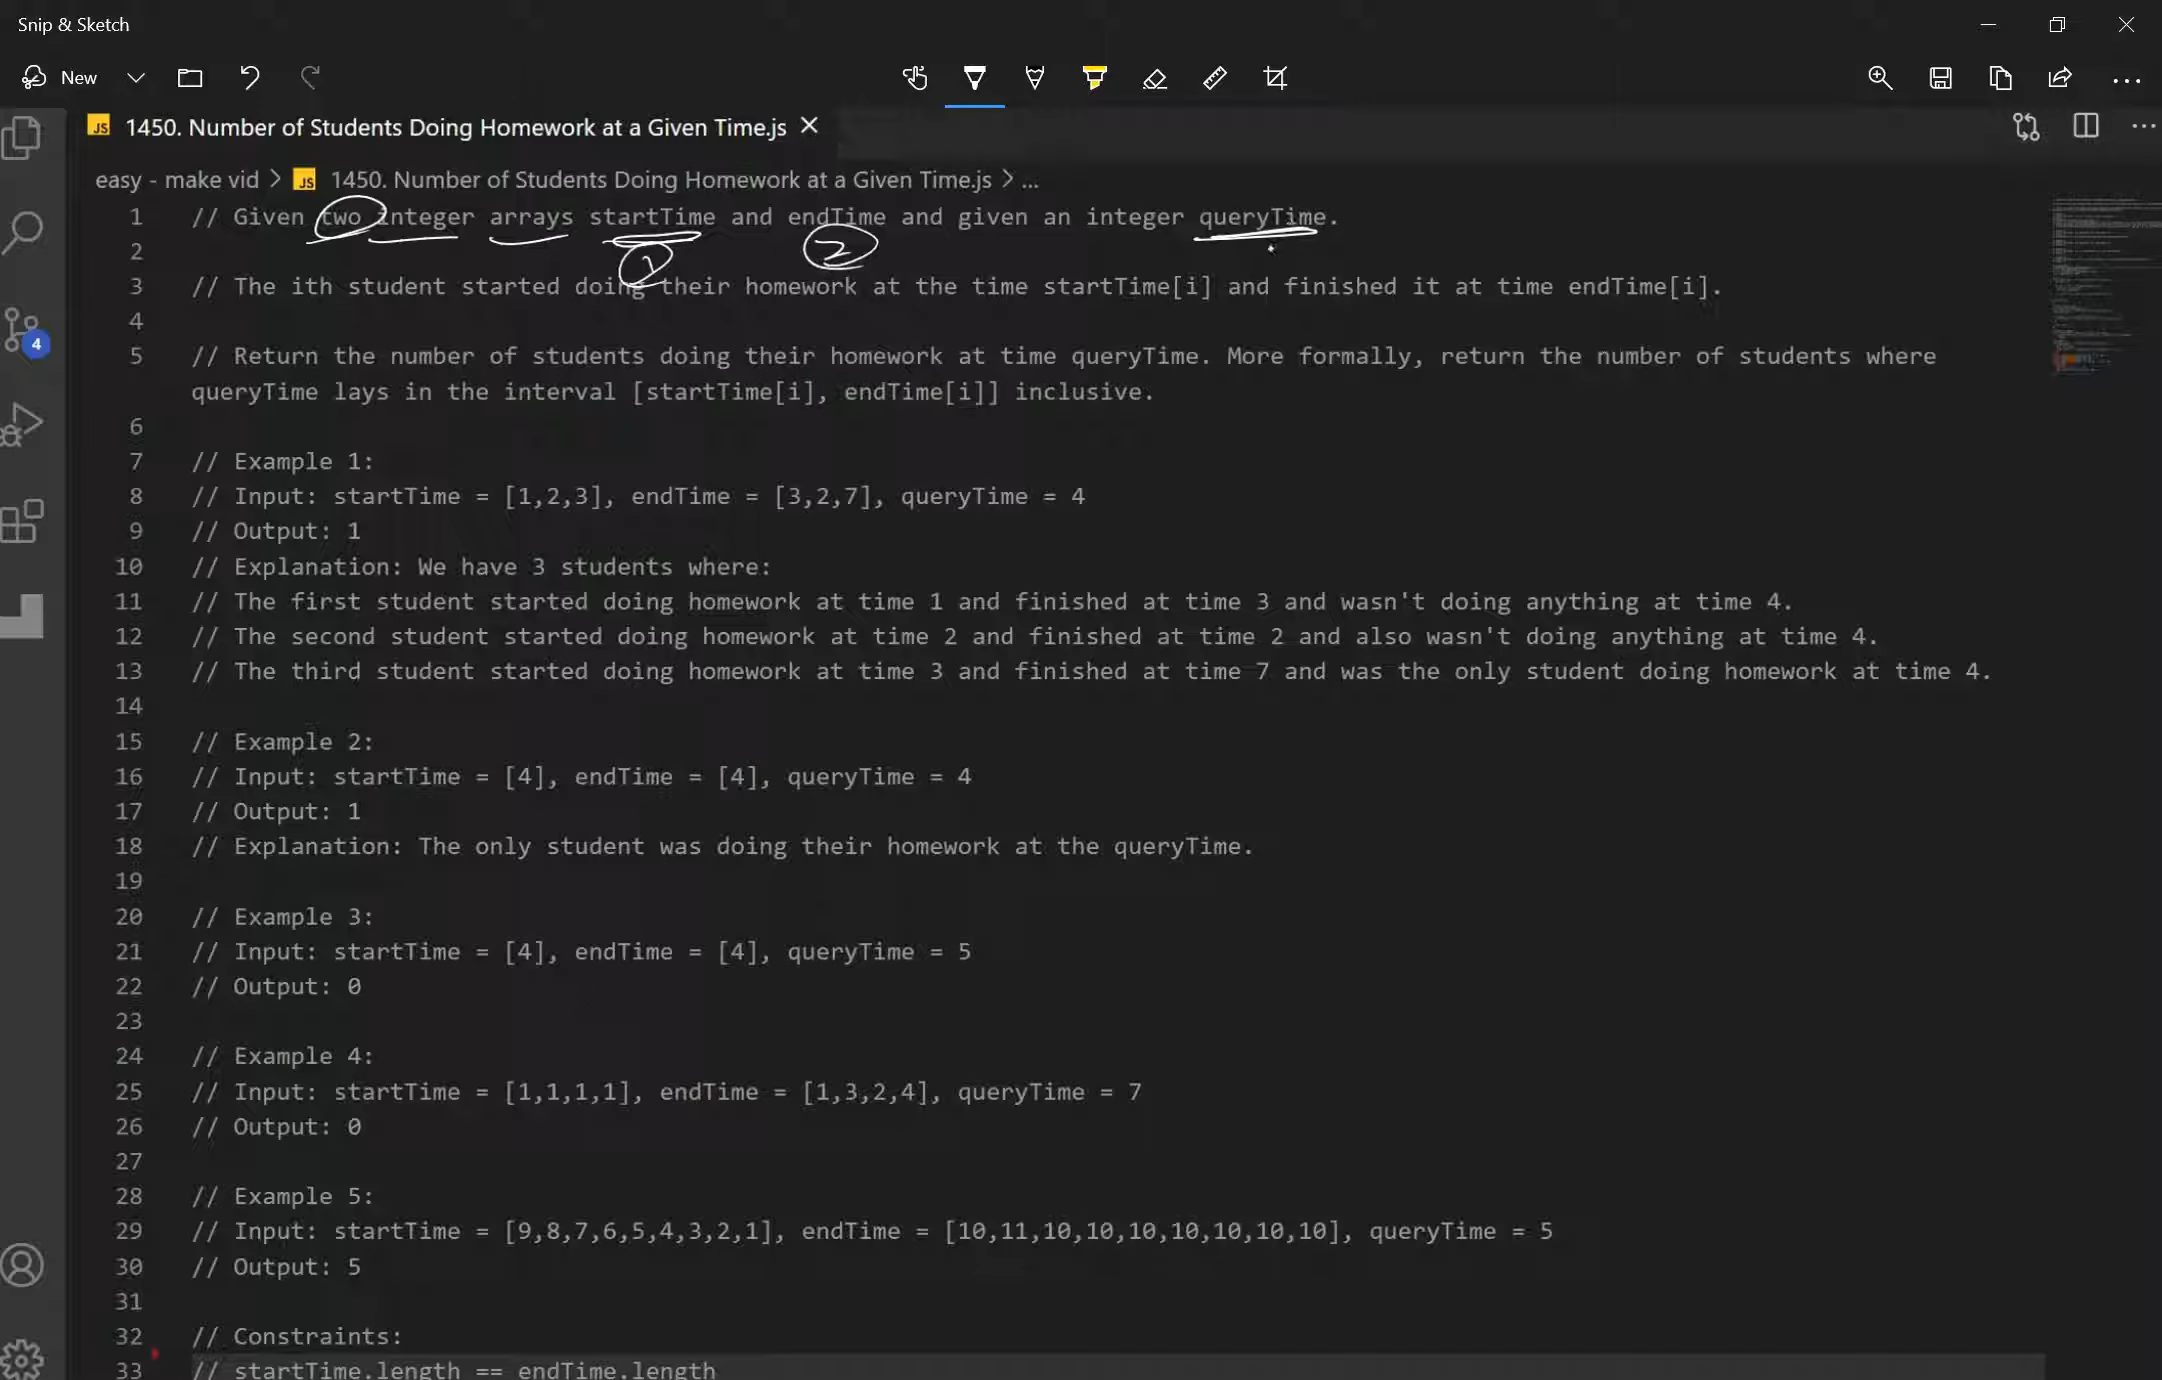 Snip & Sketch
New
JS 1450. Number of Students Doing Homework at a Given Time.js
easy - make vid > JS 1450. Number of Students Doing Homework at a Given Time.js > ...
1 // Given two integer arrays startTime and endTime and given an integer queryTime.
2
1 2
3 // The ith student started doing their homework at the time startTime[i] and finished it at time endTime[i].
4
4
5 // Return the number of students doing their homework at time queryTime. More formally, return the number of students where
queryTime lays in the interval [startTime[i], endTime[i]] inclusive.
6
7 // Example 1:
8 // Input: startTime = [1,2,3], endTime = [3,2,7], queryTime = 4
9 // Output: 1
10 // Explanation: We have 3 students where:
11 // The first student started doing homework at time 1 and finished at time 3 and wasn't doing anything at time 4.
12 // The second student started doing homework at time 2 and finished at time 2 and also wasn't doing anything at time 4.
13 // The third student started doing homework at time 3 and finished at time 7 and was the only student doing homework at time 4.
14
15 // Example 2:
16 // Input: startTime = [4], endTime = [4], queryTime = 4
17 // Output: 1
18 // Explanation: The only student was doing their homework at the queryTime.
19
20 // Example 3:
21 // Input: startTime = [4], endTime = [4], queryTime = 5
22 // Output: 0
23
24 // Example 4:
25 // Input: startTime = [1,1,1,1], endTime = [1,3,2,4], queryTime = 7
26 // Output: 0
27
28 // Example 5:
29 // Input: startTime = [9,8,7,6,5,4,3,2,1], endTime = [10,11,10,10,10,10,10,10,10], queryTime = 5
30 // Output: 5
31
32 // Constraints:
33 // startTime.length == endTime.length